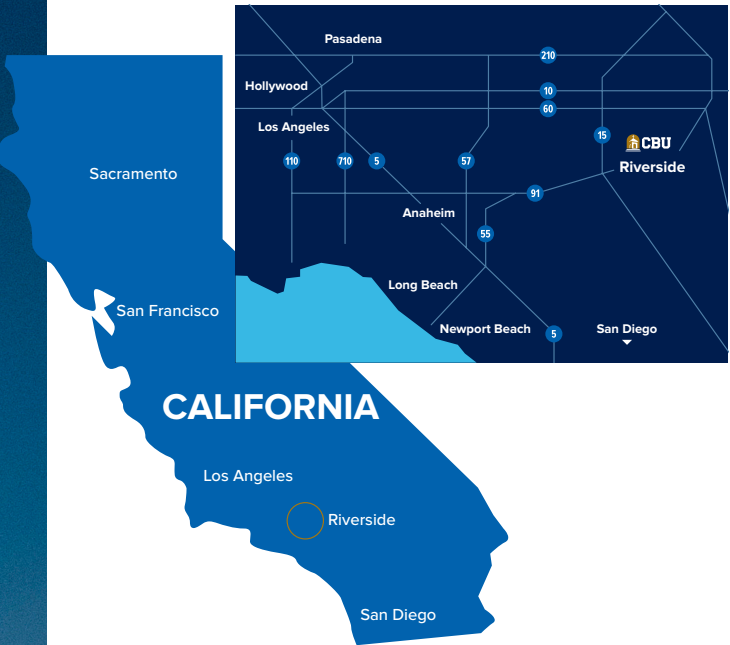 Pasadena
210
Hollywood
10
60
Los Angeles
15
CBU
110
710
5
57
Riverside
91
Anaheim
55
Long Beach
Newport Beach
5
San Diego
Sacramento
San Francisco
CALIFORNIA
Los Angeles
Riverside
San Diego